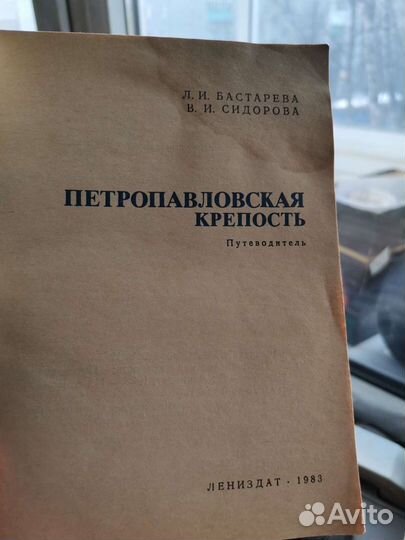 Л. И. БАСТАРЕВА
В. И. СИДОРОВА
ПЕТРОПАВЛОВСКАЯ
КРЕПОСТЬ
Путеводитель
ЛЕНИЗДАТ · 1983
Avito